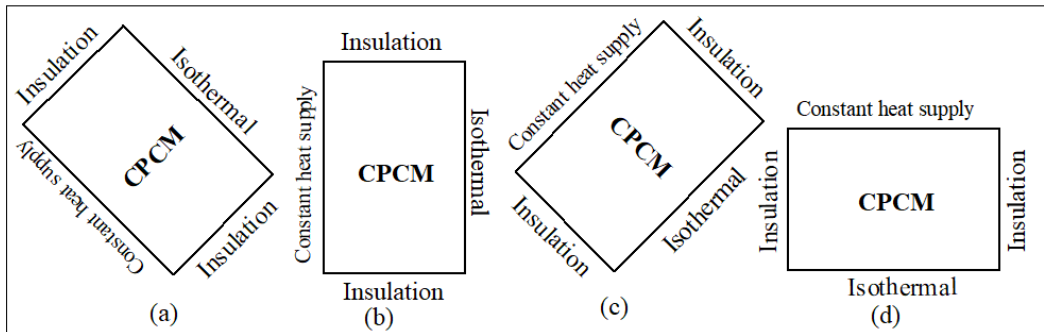 Insulation
Isothermal
CPCM
Constant heat supply
Insulation
(a)
Insulation
Constant heat supply
CPCM
Isothermal
Insulation
(b)
Constant heat supply
Insulation
CPCM
Insulation
Isothermal
(c)
Constant heat supply
Insulation
CPCM
Insulation
Isothermal
(d)